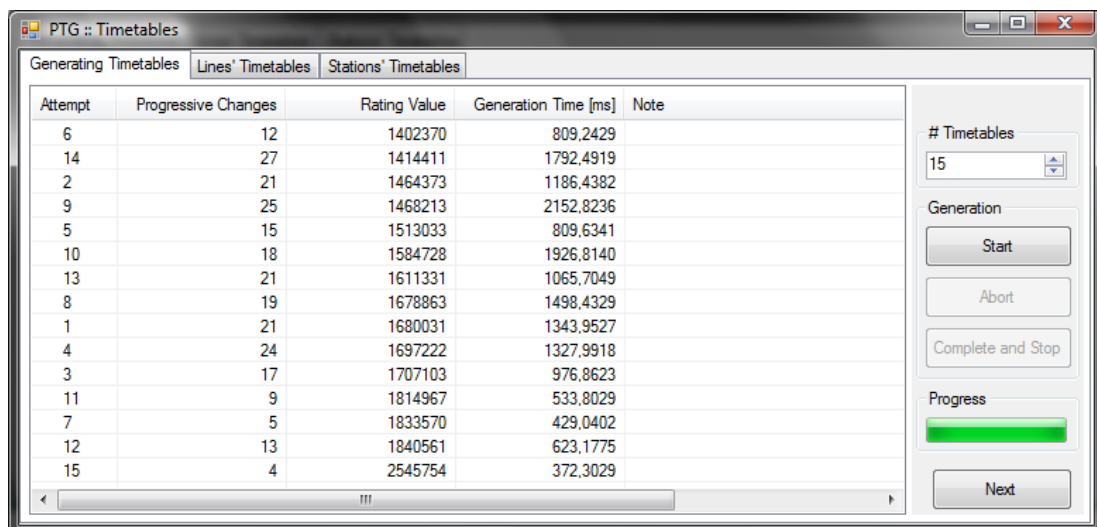 PTG :: Timetables
Generating Timetables Lines' Timetables Stations' Timetables
Attempt Progressive Changes Rating Value Generation Time [ms] Note
6 12 1402370 809,2429
14 27 1414411 1792,4919
2 21 1464373 1186,4382
9 25 1468213 2152,8236
5 15 1513033 809,6341
10 18 1584728 1926,8140
13 21 1611331 1065,7049
8 19 1678863 1498,4329
1 21 1680031 1343,9527
4 24 1697222 1327,9918
3 17 1707103 976,8623
11 9 1814967 533,8029
7 5 1833570 429,0402
12 13 1840561 623,1775
15 4 2545754 372,3029
# Timetables
15
Generation
Start
Abort
Complete and Stop
Progress
Next